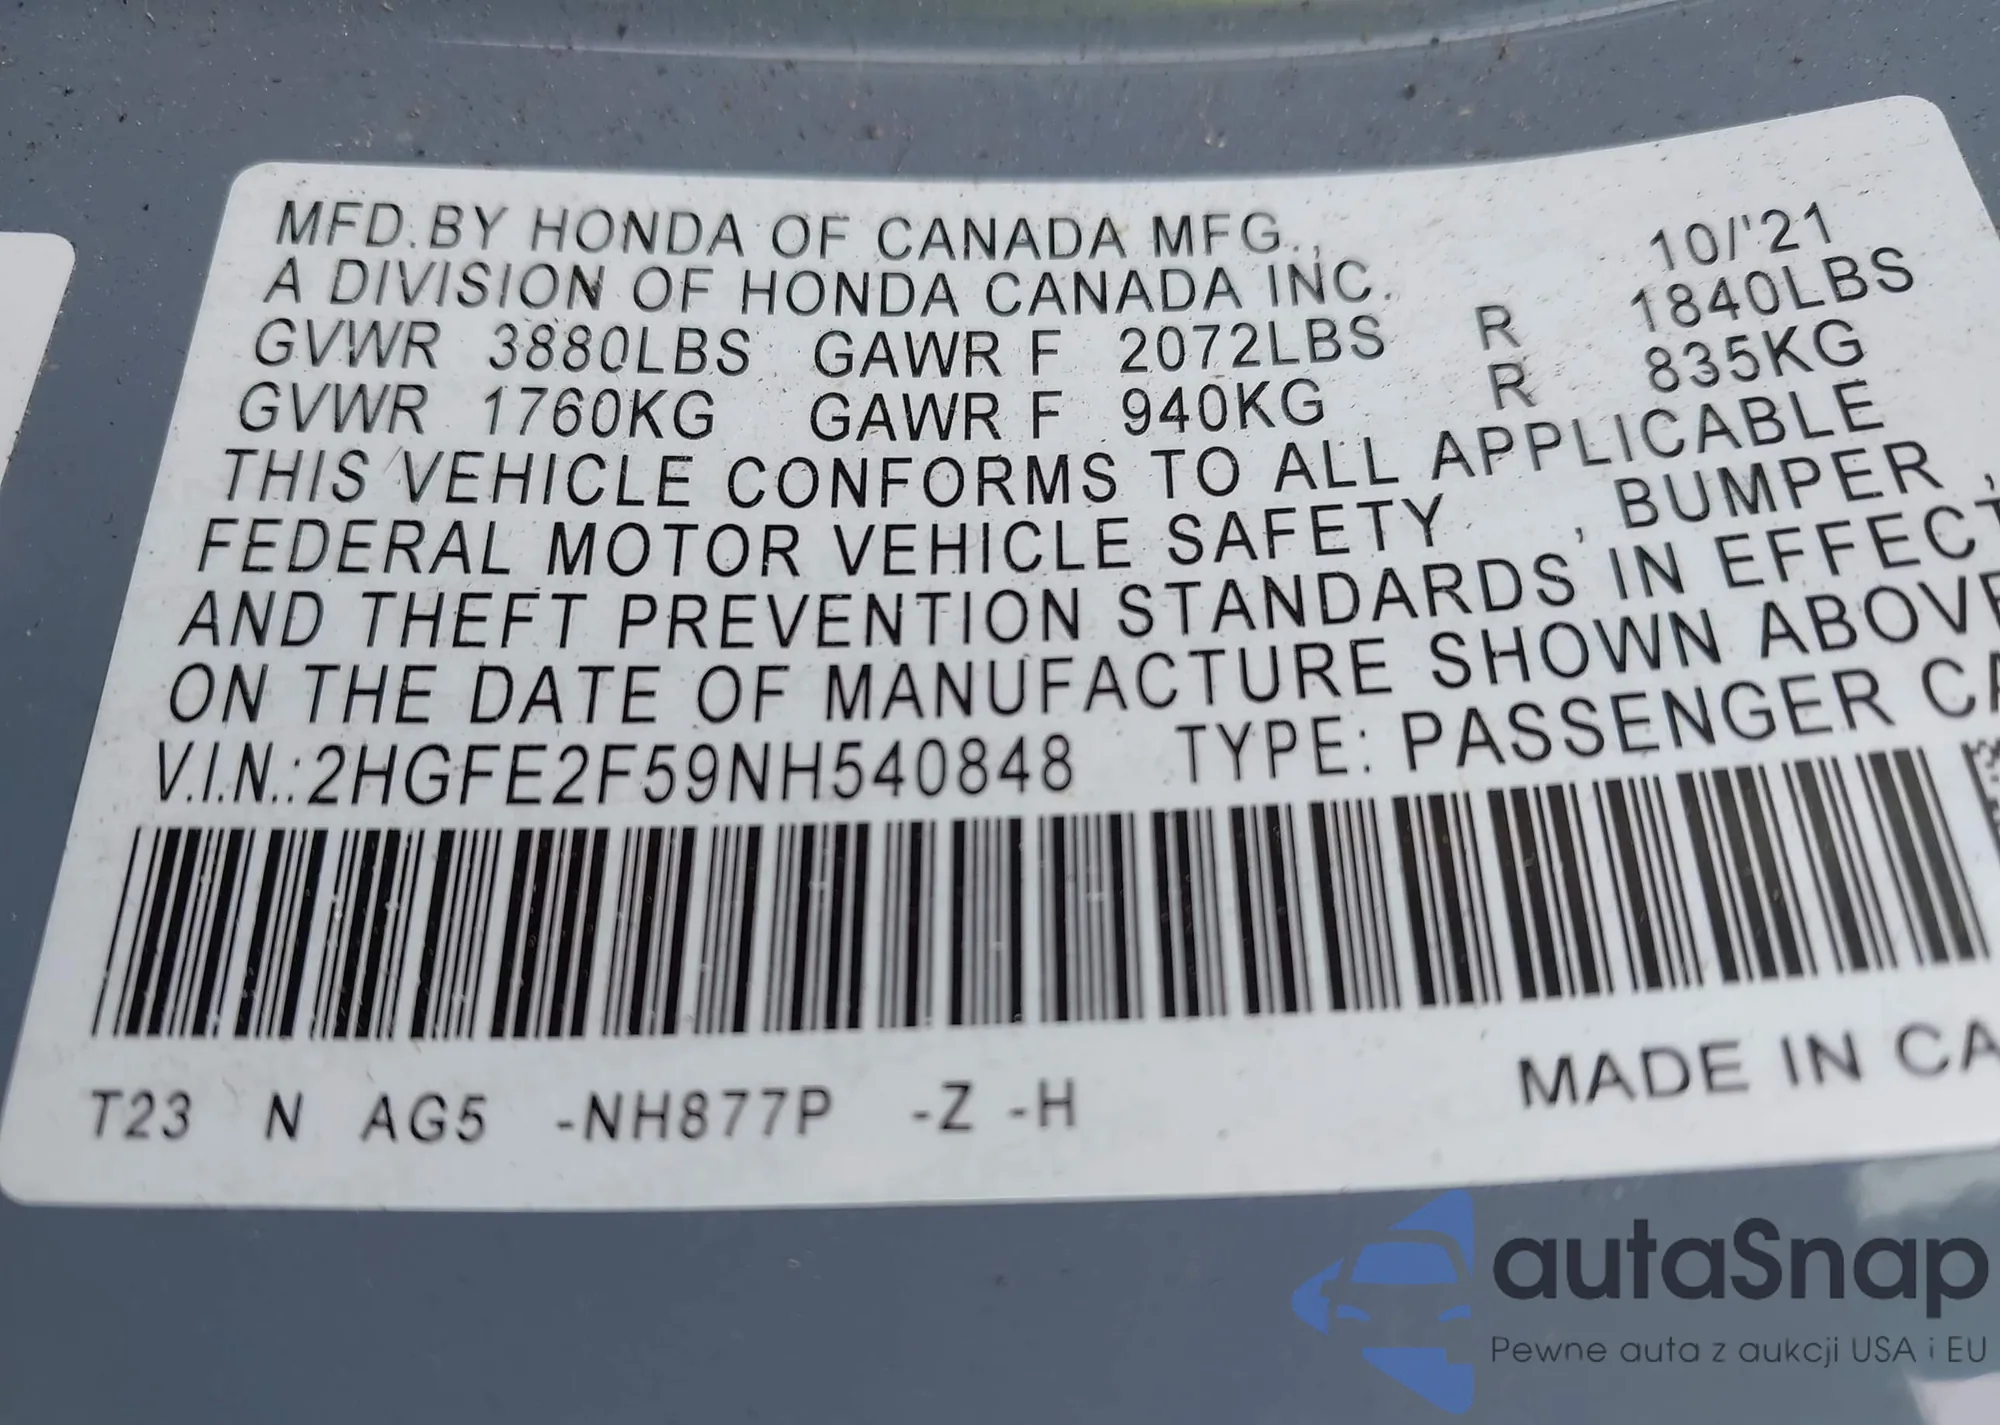 MFD.BY HONDA OF CANADA MFG., 10/'21
A DIVISION OF HONDA CANADA INC.
GVWR 3880LBS GAWR F 2072LBS R 1840LBS
GVWR 1760KG GAWR F 940KG R 835KG
THIS VEHICLE CONFORMS TO ALL APPLICABLE
FEDERAL MOTOR VEHICLE SAFETY , BUMPER ,
AND THEFT PREVENTION STANDARDS IN EFFECT
ON THE DATE OF MANUFACTURE SHOWN ABOVE
V.I.N.:2HGFE2F59NH540848 TYPE: PASSENGER CA
T23 N AG5 -NH877P -Z -H
MADE IN CA
autaSnap
Pewne auta z aukcji USA i EU